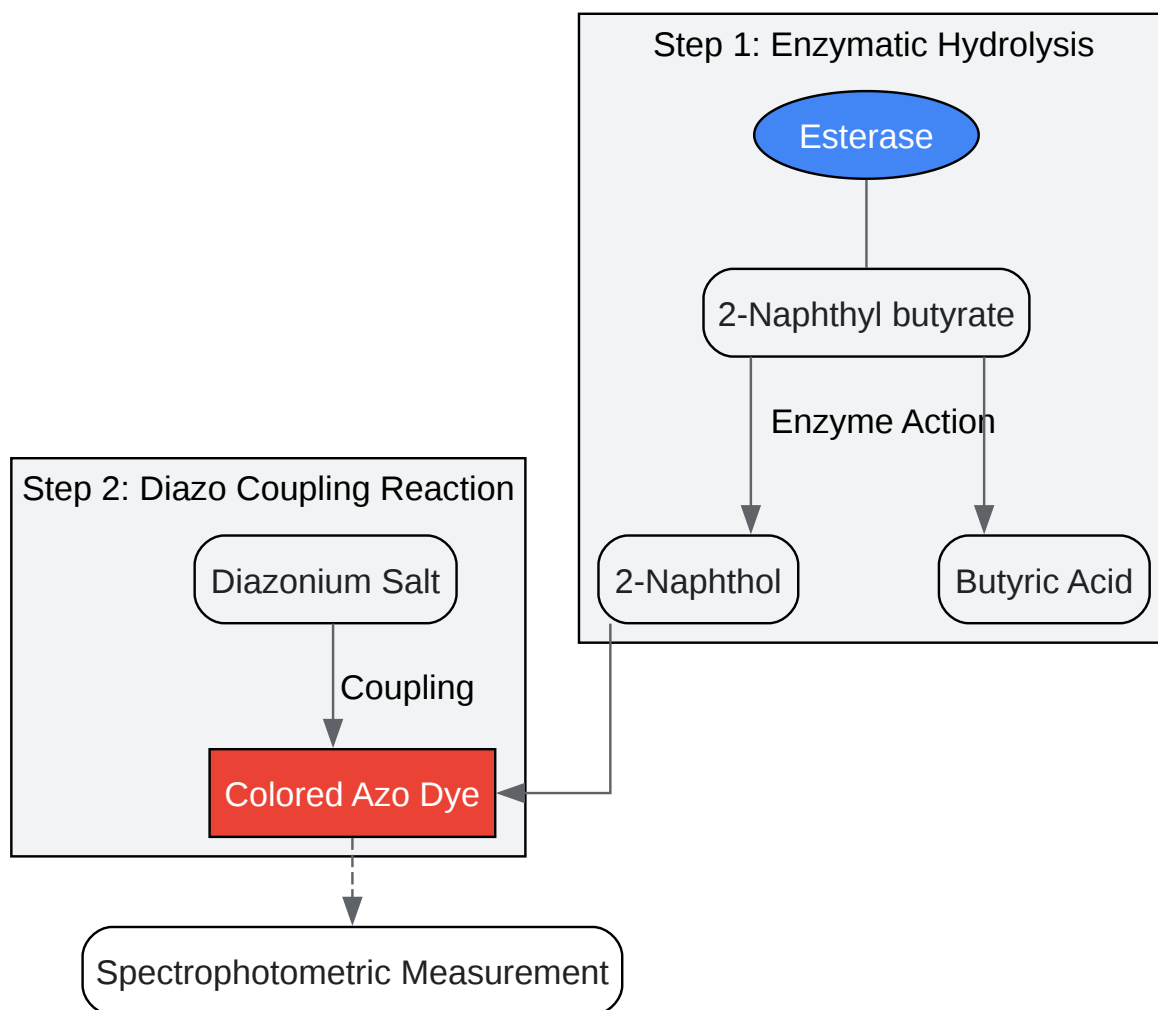 Step 1: Enzymatic Hydrolysis
Esterase
2-Naphthyl butyrate
Enzyme Action
2-Naphthol
Butyric Acid
Step 2: Diazo Coupling Reaction
Diazonium Salt
Coupling
Colored Azo Dye
Spectrophotometric Measurement